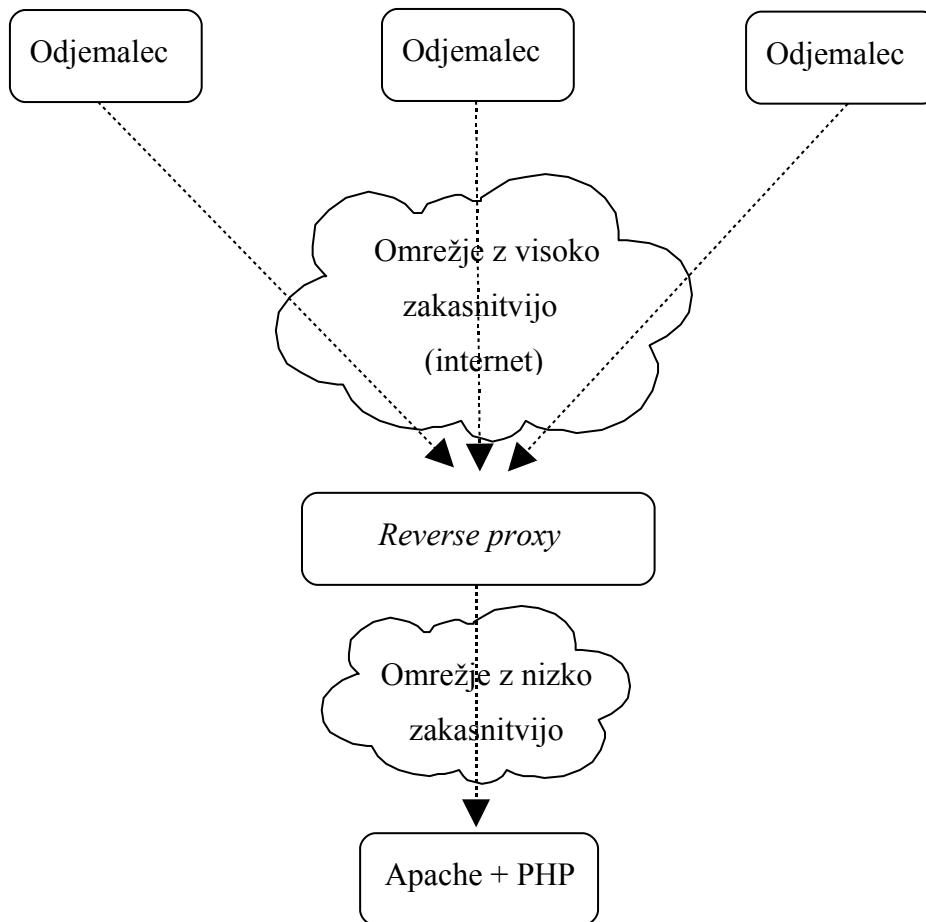 Odjemalec
Odjemalec
Odjemalec
Omrežje z visoko
zakasnitvijo
(internet)
Reverse proxy
Omrežje z nizko
zakasnitvijo
Apache + PHP